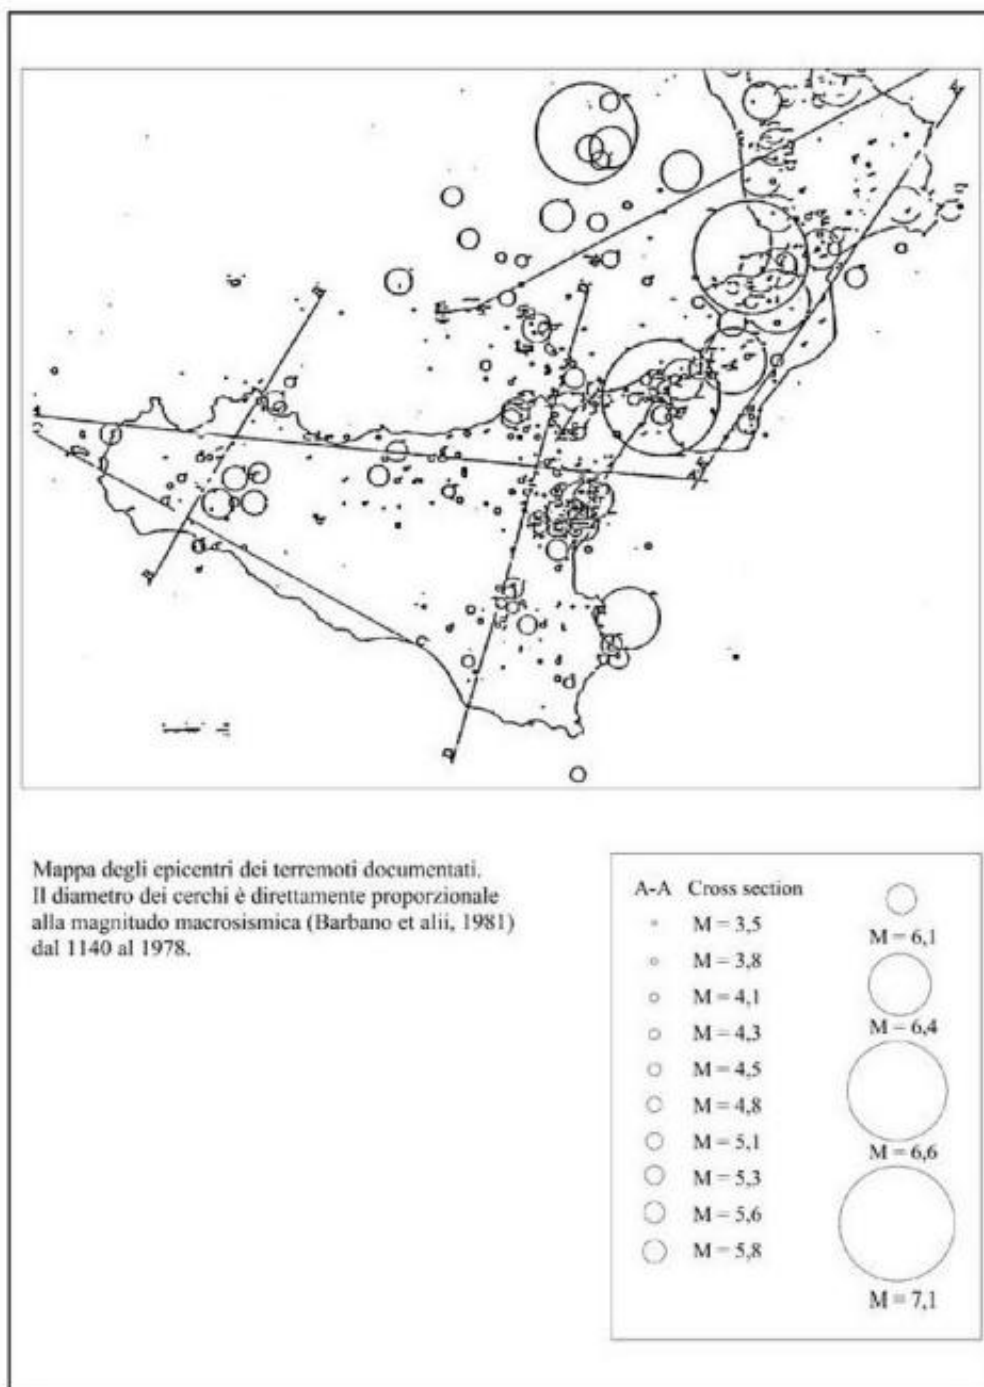 A
B
C
D
Mappa degli epicentri dei terremoti documentati.
Il diametro dei cerchi è direttamente proporzionale
alla magnitudo macrosismica (Barbano et alii, 1981)
dal 1140 al 1978.
A-A Cross section
M = 3,5
M = 3,8
M = 4,1
M = 4,3
M = 4,5
M = 4,8
M = 5,1
M = 5,3
M = 5,6
M = 5,8
M = 6,1
M = 6,4
M = 6,6
M = 7,1